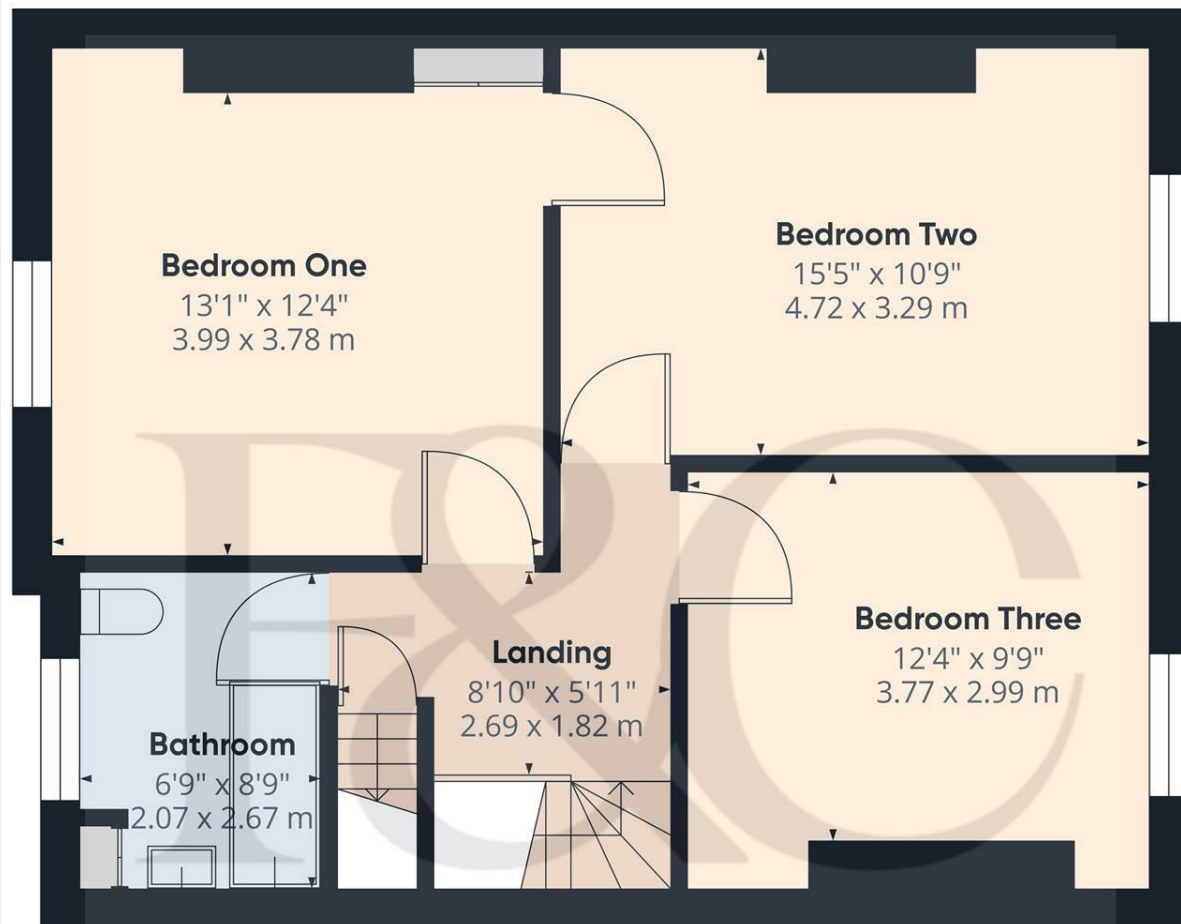 Bedroom One
13'1" x 12'4"
3.99 x 3.78 m
Bedroom Two
15'5" x 10'9"
4.72 x 3.29 m
Bedroom Three
12'4" x 9'9"
3.77 x 2.99 m
Landing
8'10" x 5'11"
2.69 x 1.82 m
Bathroom
6'9" x 8'9"
2.07 x 2.67 m
F&C